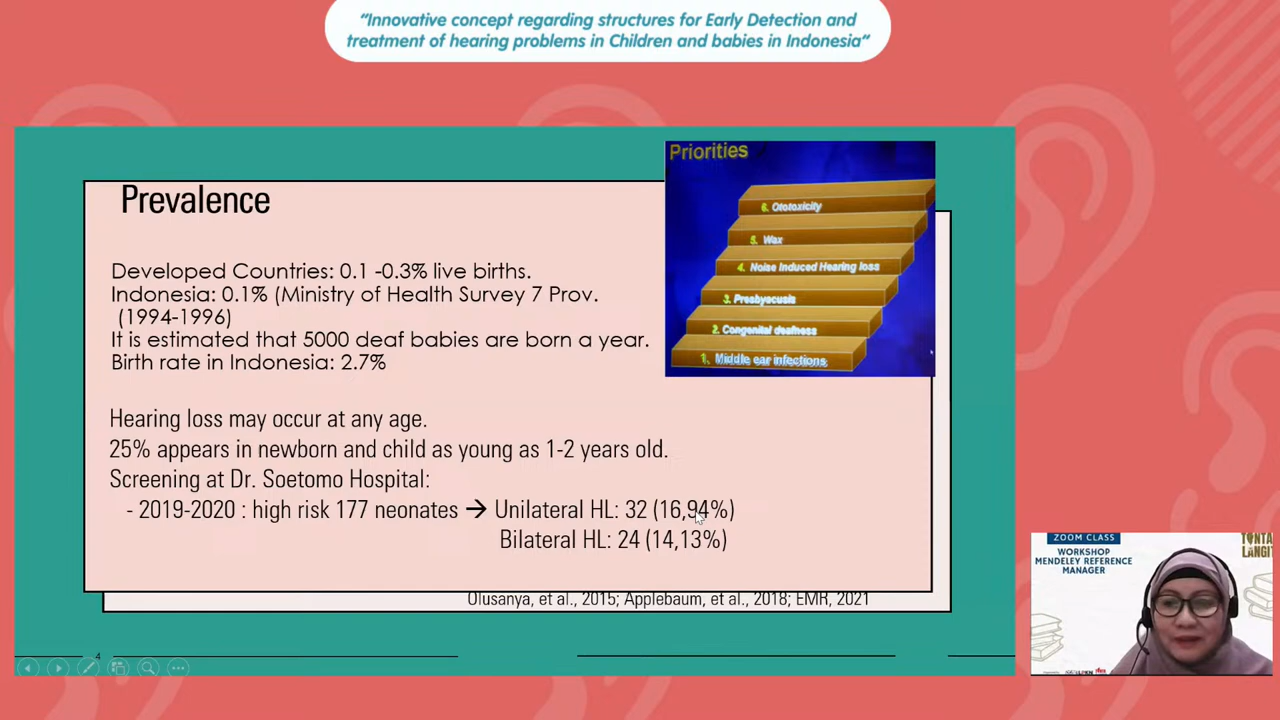 “Innovative concept regarding structures for Early Detection and
treatment of hearing problems in Children and babies in Indonesia“
Prevalence
Developed Countries: 0.1 -0.3% live births.
Indonesia: 0.1% (Ministry of Health Survey 7 Prov.
(1994-1996)
It is estimated that 5000 deaf babies are born a year.
Birth rate in Indonesia: 2.7%
Priorities
6. Ototoxicity
5. Wax
4. Noise Induced Hearing loss
3. Presbyacusis
2. Congenital deafness
1. Middle ear infections
Hearing loss may occur at any age.
25% appears in newborn and child as young as 1-2 years old.
Screening at Dr. Soetomo Hospital:
- 2019-2020 : high risk 177 neonates → Unilateral HL: 32 (16,94%)
Bilateral HL: 24 (14,13%)
Olusanya, et al., 2015; Applebaum, et al., 2018; EMR, 2021
4
ZOOM CLASS
WORKSHOP
MENDELEY REFERENCE
MANAGER